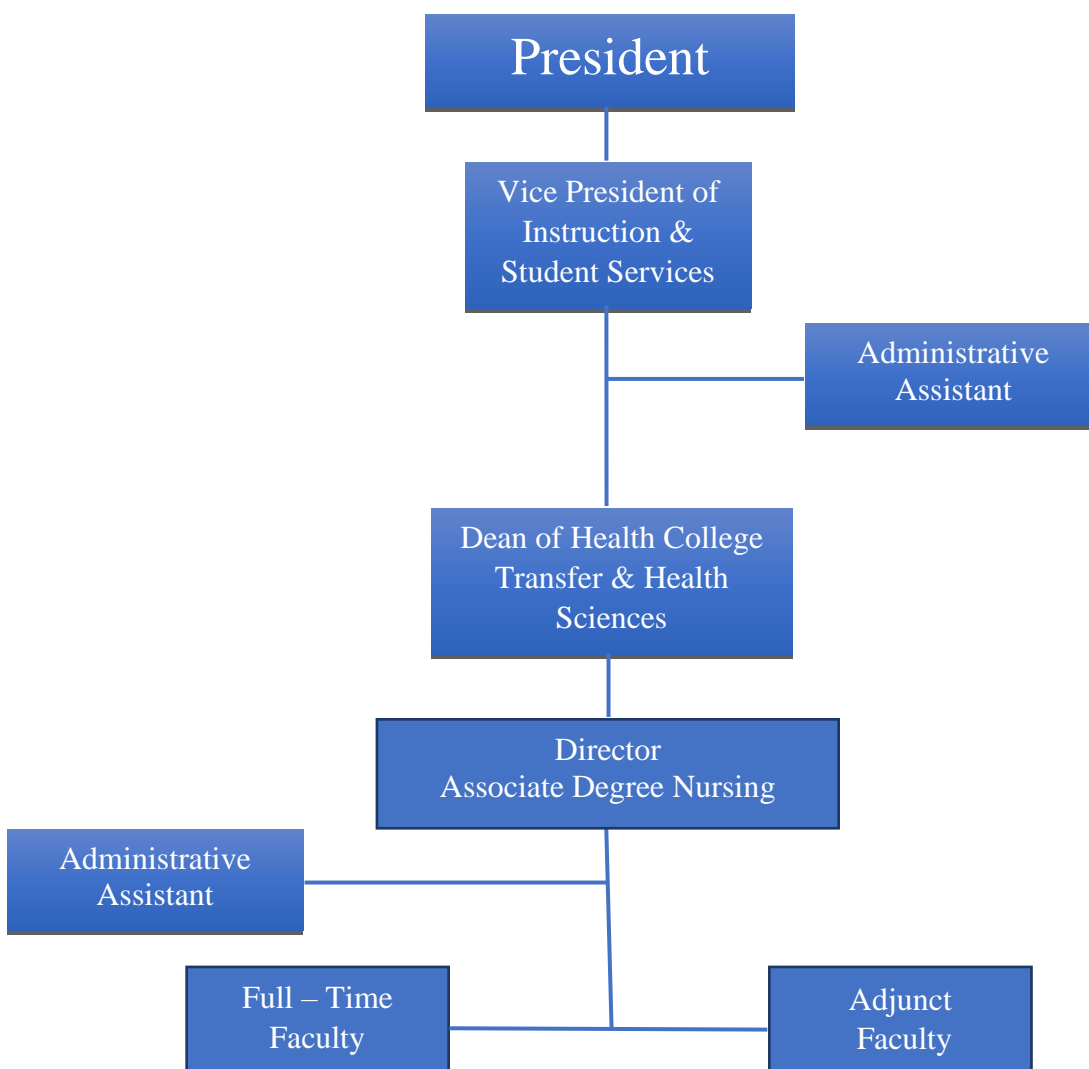 President
Vice President of
Instruction &
Student Services
Administrative
Assistant
Dean of Health College
Transfer & Health
Sciences
Director
Associate Degree Nursing
Administrative
Assistant
Full – Time
Faculty
Adjunct
Faculty